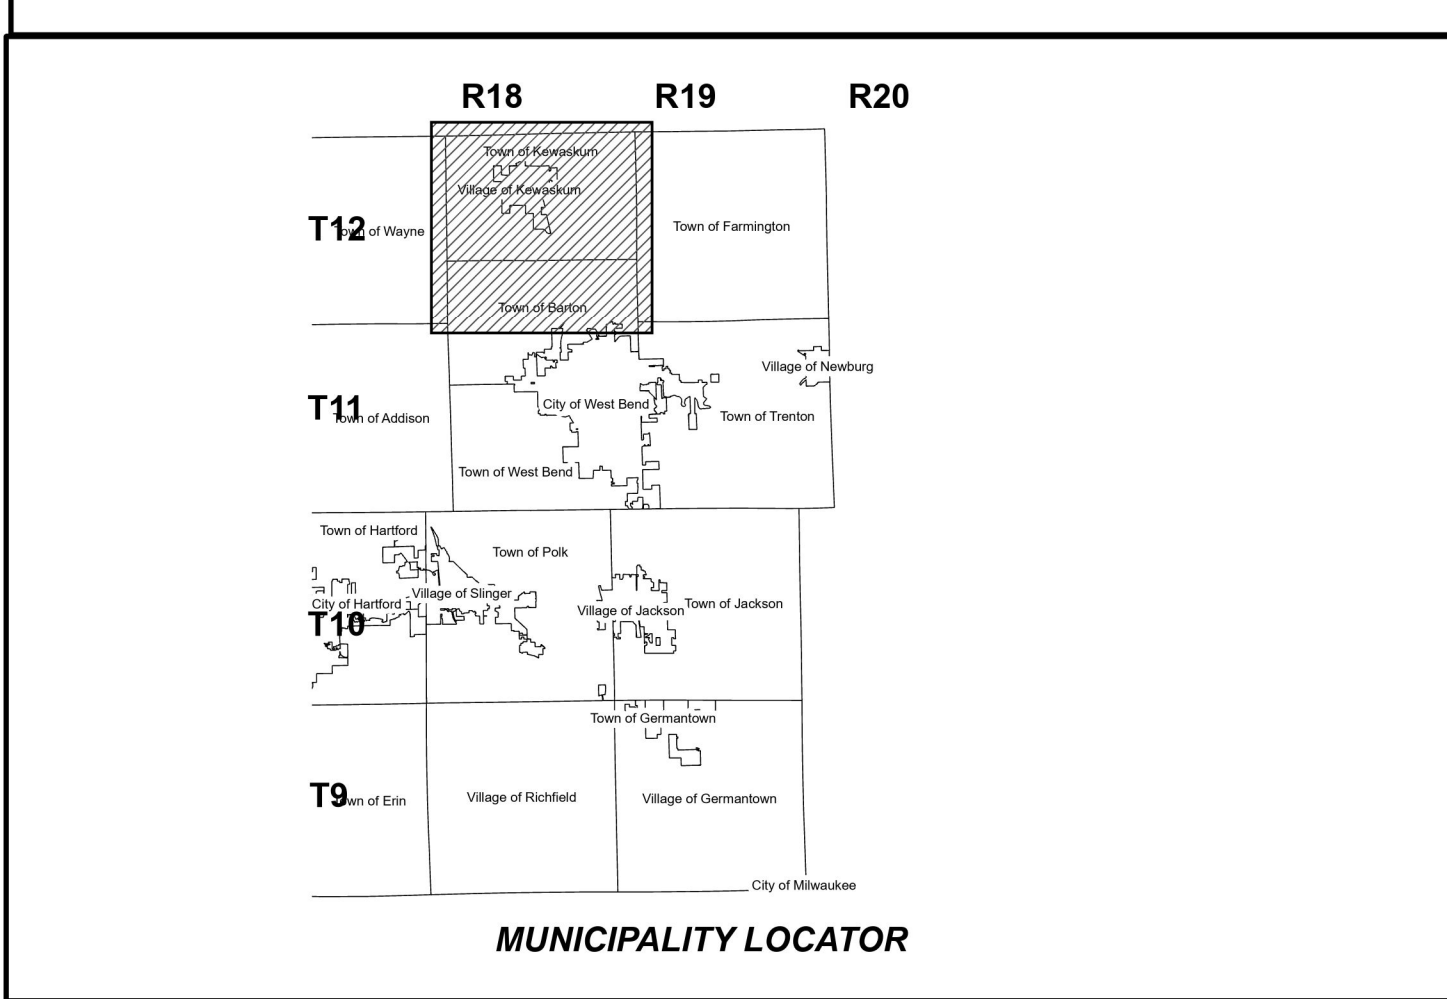 R18 R19 R20
Town of Kewaskum
Village of Kewaskum
T12 Town of Wayne
Town of Farmington
Town of Barton
Village of Newburg
City of West Bend
T11 Town of Addison
Town of Trenton
Town of West Bend
Town of Hartford
Town of Polk
Village of Slinger
City of Hartford
Village of Jackson
Town of Jackson
T10
Town of Germantown
T9 Town of Erin
Village of Richfield
Village of Germantown
City of Milwaukee
MUNICIPALITY LOCATOR